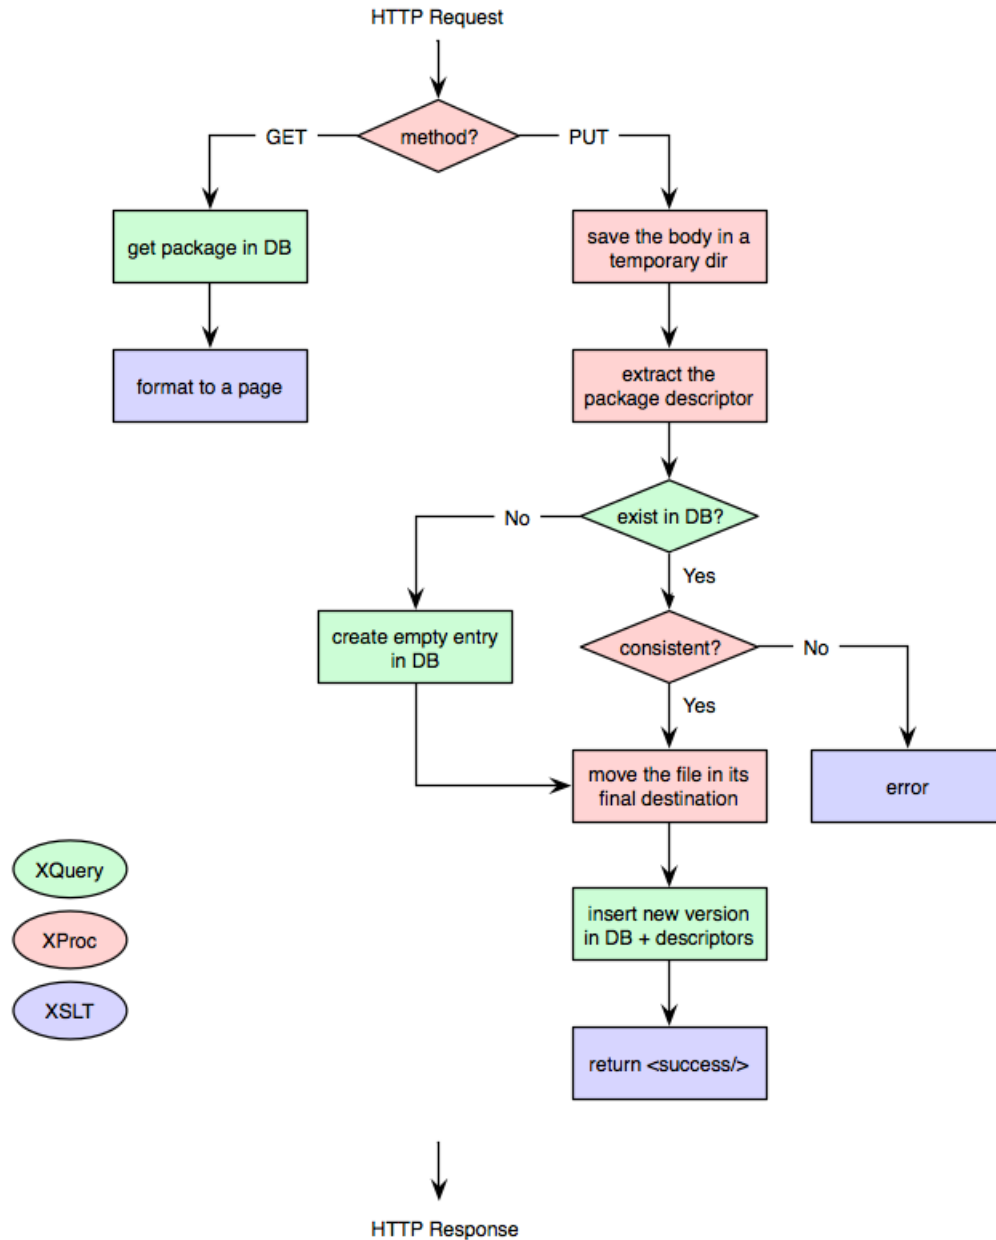 HTTP Request
method?
GET
PUT
get package in DB
save the body in a
temporary dir
format to a page
extract the
package descriptor
exist in DB?
No
Yes
create empty entry
in DB
consistent?
No
Yes
move the file in its
final destination
error
XQuery
insert new version
in DB + descriptors
XProc
XSLT
return <success/>
HTTP Response